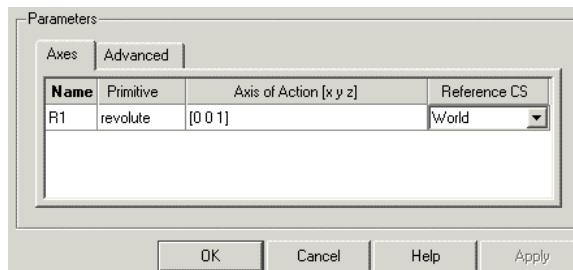 Parameters
Axes Advanced
Name Primitive Axis of Action [x y z] Reference CS
R1 revolute [0 0 1] World
OK Cancel Help Apply